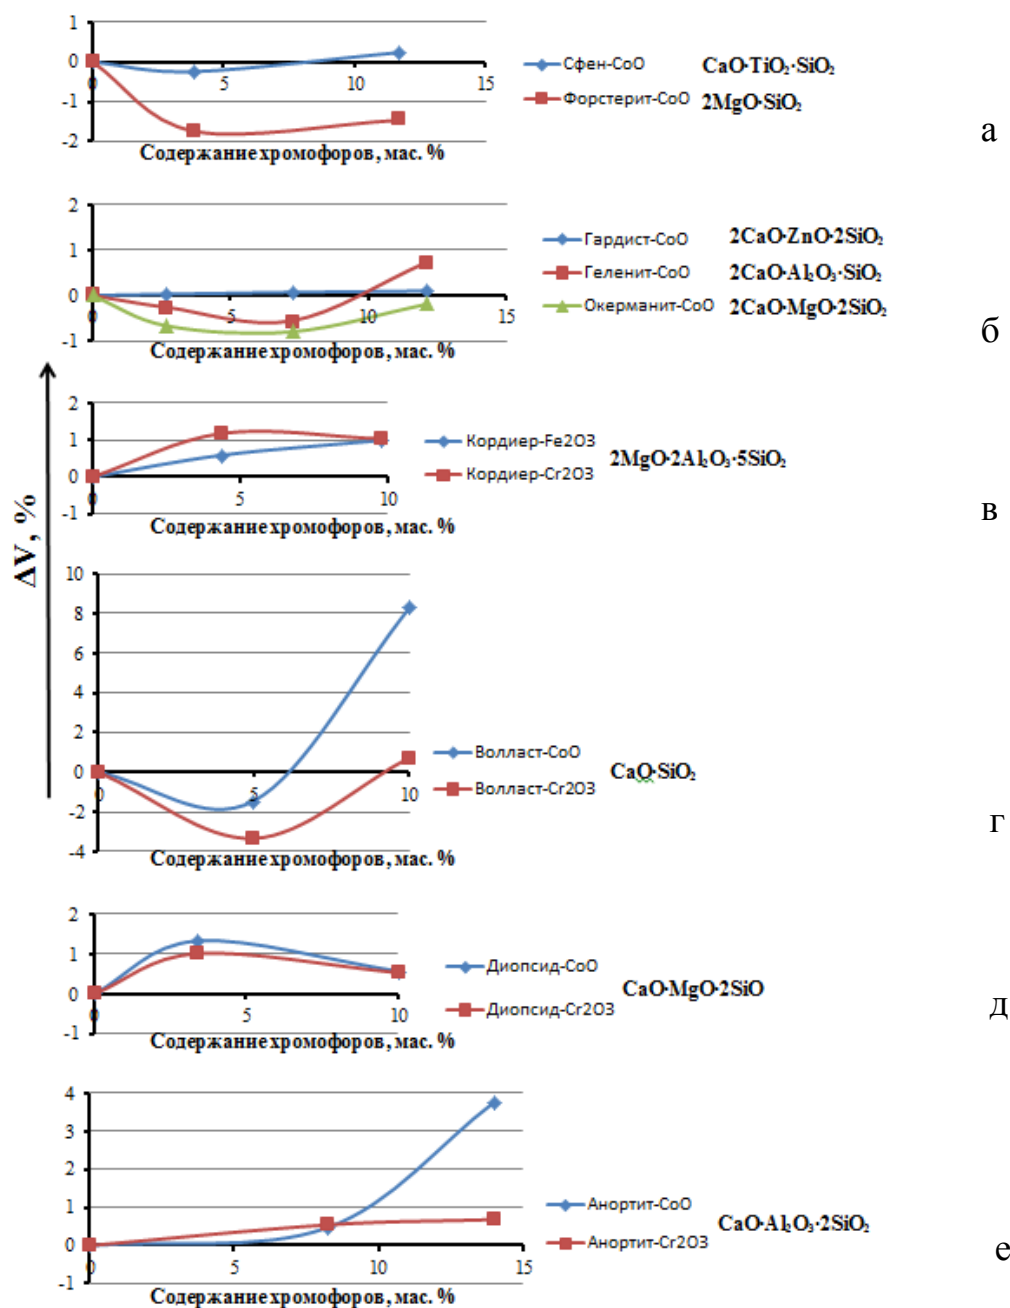 1
0
-1
-2
0
5
10
15
Содержание хромофоров, мас. %
Сфен-CoO
CaO·TiO₂·SiO₂
Форстерит-CoO
2MgO·SiO₂
а
2
1
0
-1
0
5
10
15
Содержание хромофоров, мас. %
Гардист-CoO
2CaO·ZnO·2SiO₂
Геленит-CoO
2CaO·Al₂O₃·SiO₂
Окерманит-CoO
2CaO·MgO·2SiO₂
б
ΔV, %
2
1
0
-1
0
5
10
Содержание хромофоров, мас. %
Кордиер-Fe2O3
Кордиер-Cr2O3
2MgO·2Al₂O₃·5SiO₂
в
10
8
6
4
2
0
-2
-4
0
5
10
Содержание хромофоров, мас. %
Волласт-CoO
Волласт-Cr2O3
CaO·SiO₂
г
2
1
0
-1
0
5
10
Содержание хромофоров, мас. %
Диопсид-CoO
Диопсид-Cr2O3
CaO·MgO·2SiO
д
4
3
2
1
0
-1
0
5
10
15
Содержание хромофоров, мас. %
Анортит-CoO
Анортит-Cr2O3
CaO·Al₂O₃·2SiO₂
е